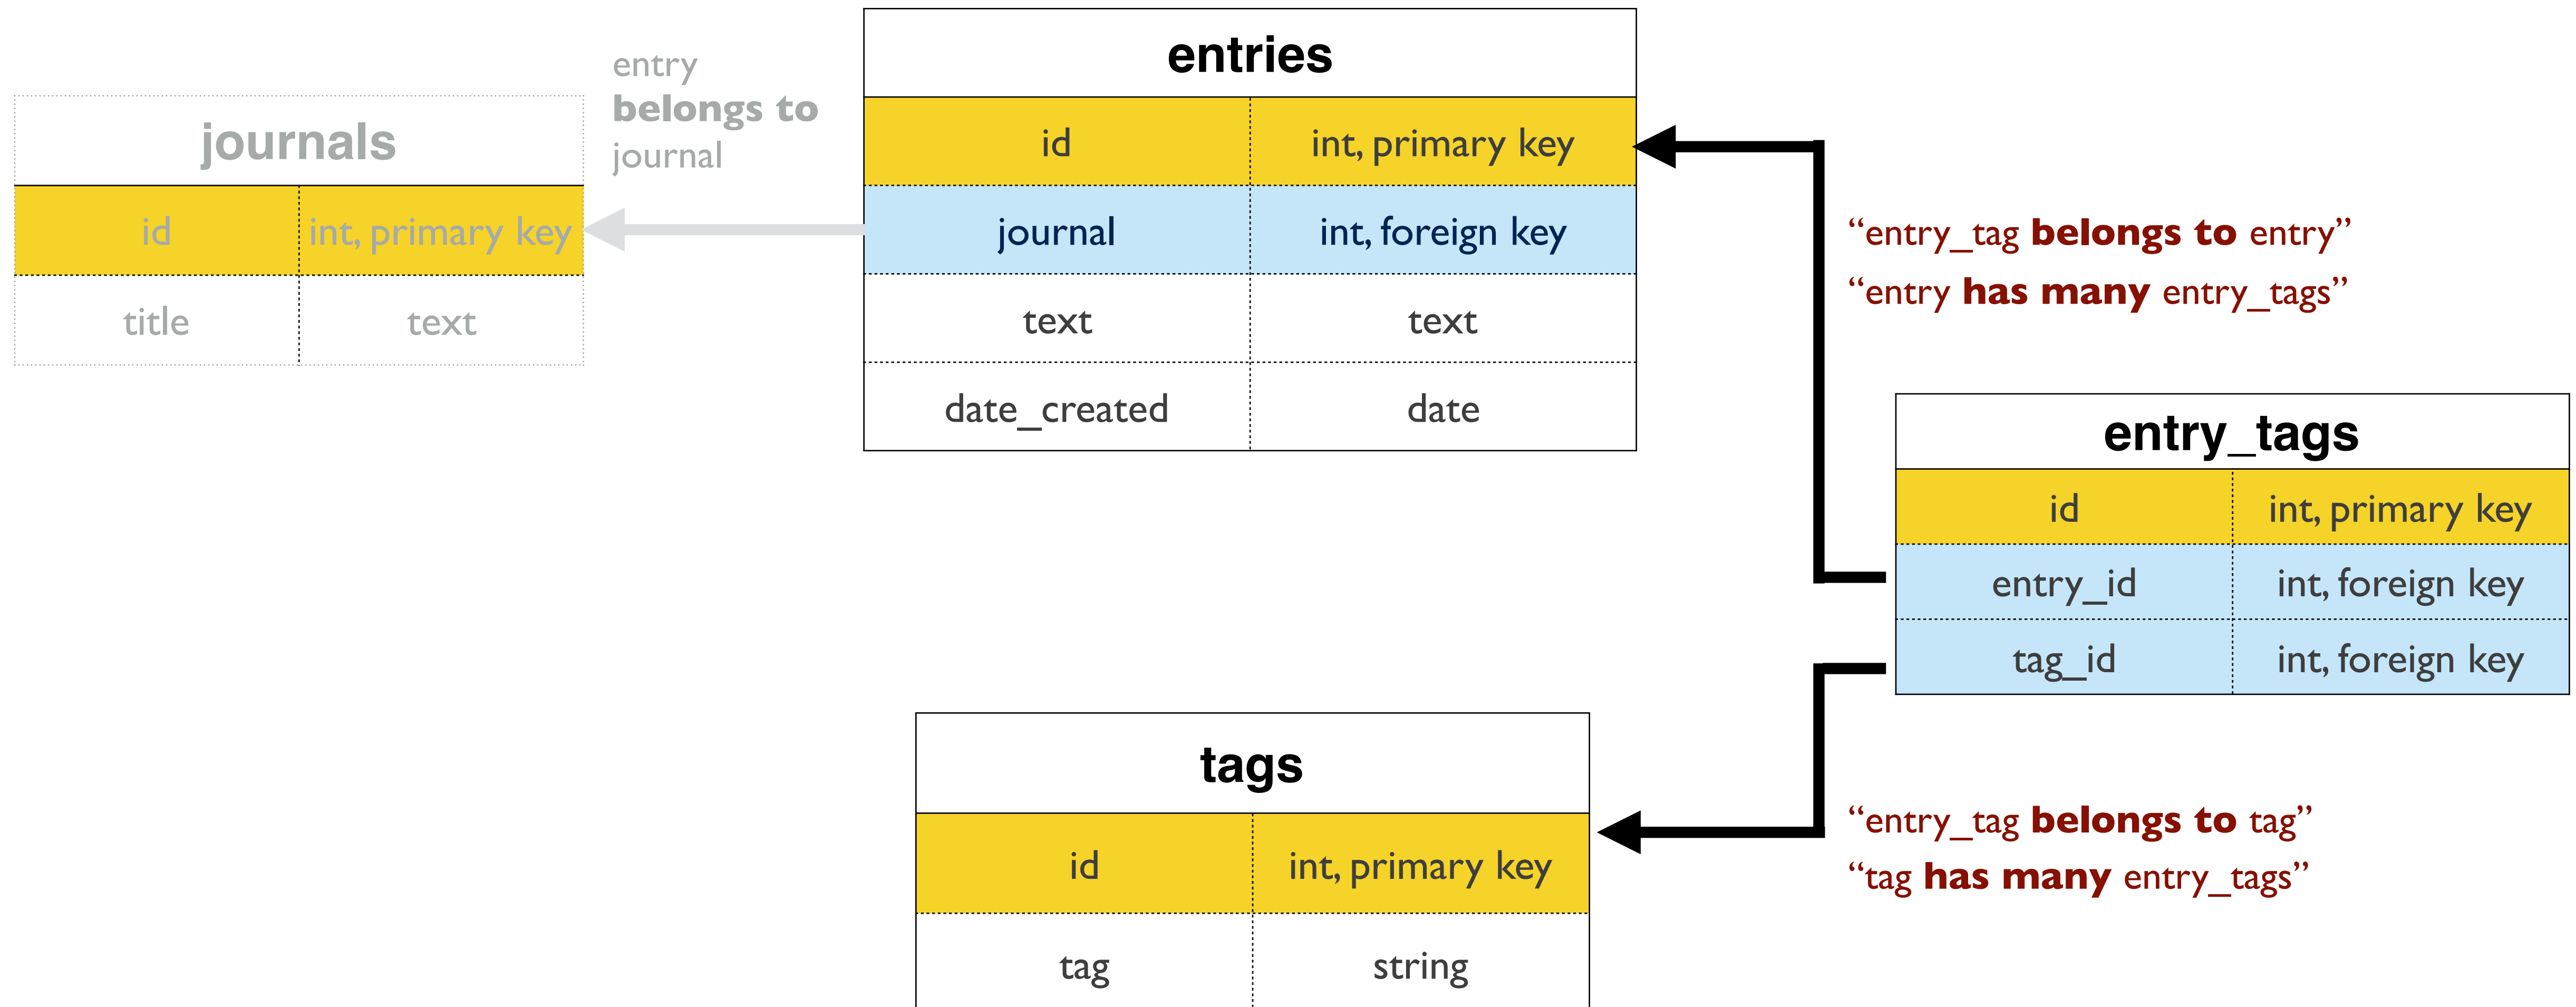 journals
id int, primary key
title text
entry
belongs to
journal
entries
id int, primary key
journal int, foreign key
text text
date_created date
“entry_tag belongs to entry”
“entry has many entry_tags”
entry_tags
id int, primary key
entry_id int, foreign key
tag_id int, foreign key
tags
id int, primary key
tag string
“entry_tag belongs to tag”
“tag has many entry_tags”